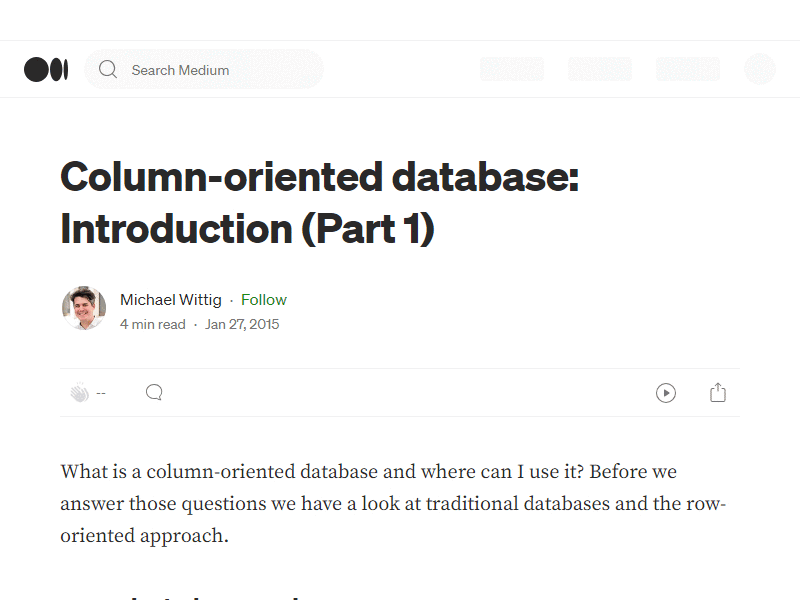 Search Medium
Column-oriented database:
Introduction (Part 1)
Michael Wittig · Follow
4 min read · Jan 27, 2015
--
What is a column-oriented database and where can I use it? Before we
answer those questions we have a look at traditional databases and the row-
oriented approach.